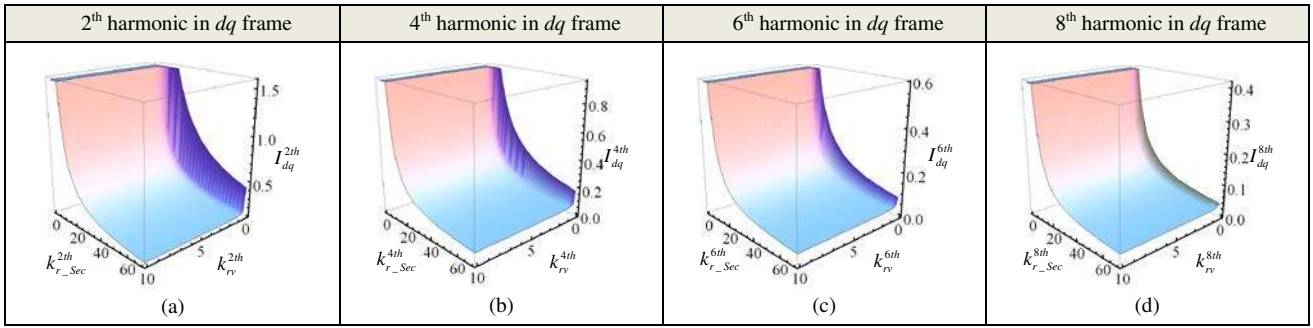 2th harmonic in dq frame
4th harmonic in dq frame
6th harmonic in dq frame
8th harmonic in dq frame
1.5
1.0
0.5
I_dq^2th
0
20
40
60
k_r_Sec^2th
10
5
0
k_rv^2th
(a)
0.8
0.6
0.4
0.2
0.0
I_dq^4th
0
20
40
60
k_r_Sec^4th
10
5
0
k_rv^4th
(b)
0.6
0.4
0.2
0.0
I_dq^6th
0
20
40
60
k_r_Sec^6th
10
5
0
k_rv^6th
(c)
0.4
0.3
0.2
0.1
0.0
I_dq^8th
0
20
40
60
k_r_Sec^8th
10
5
0
k_rv^8th
(d)